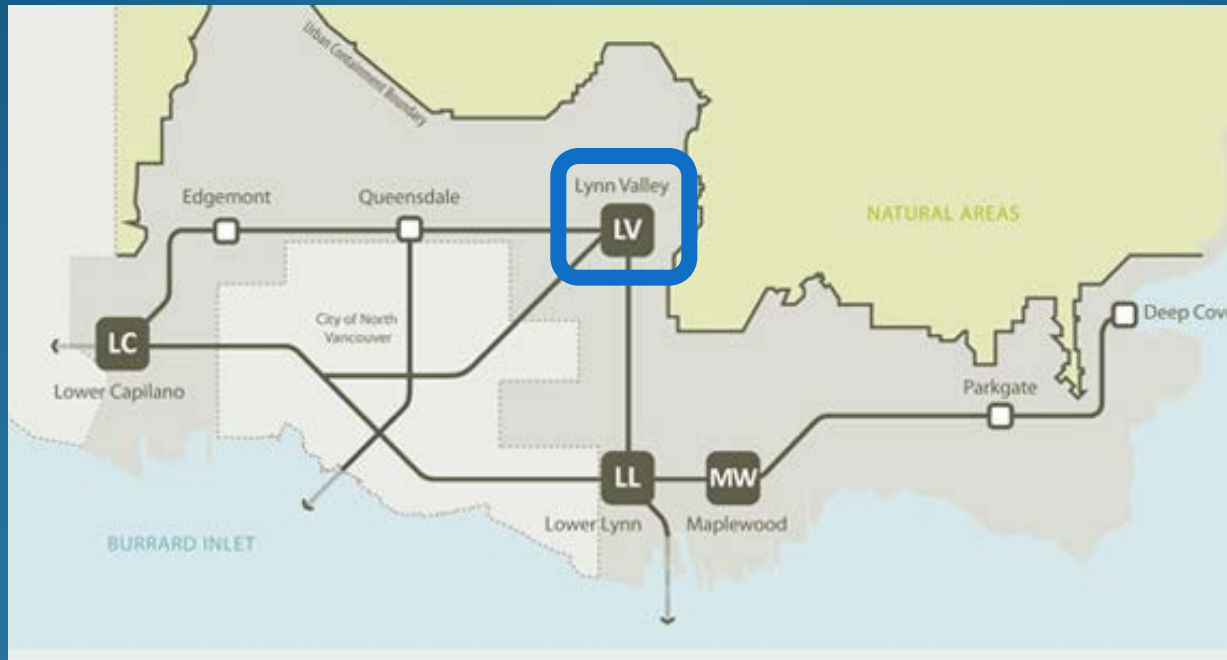 Urban Containment Boundary
Lynn Valley
Edgemont
Queensdale
LV
NATURAL AREAS
City of North
Vancouver
Deep Cov
LC
Lower Capilano
Parkgate
LL
MW
Lower Lynn
Maplewood
BURRARD INLET